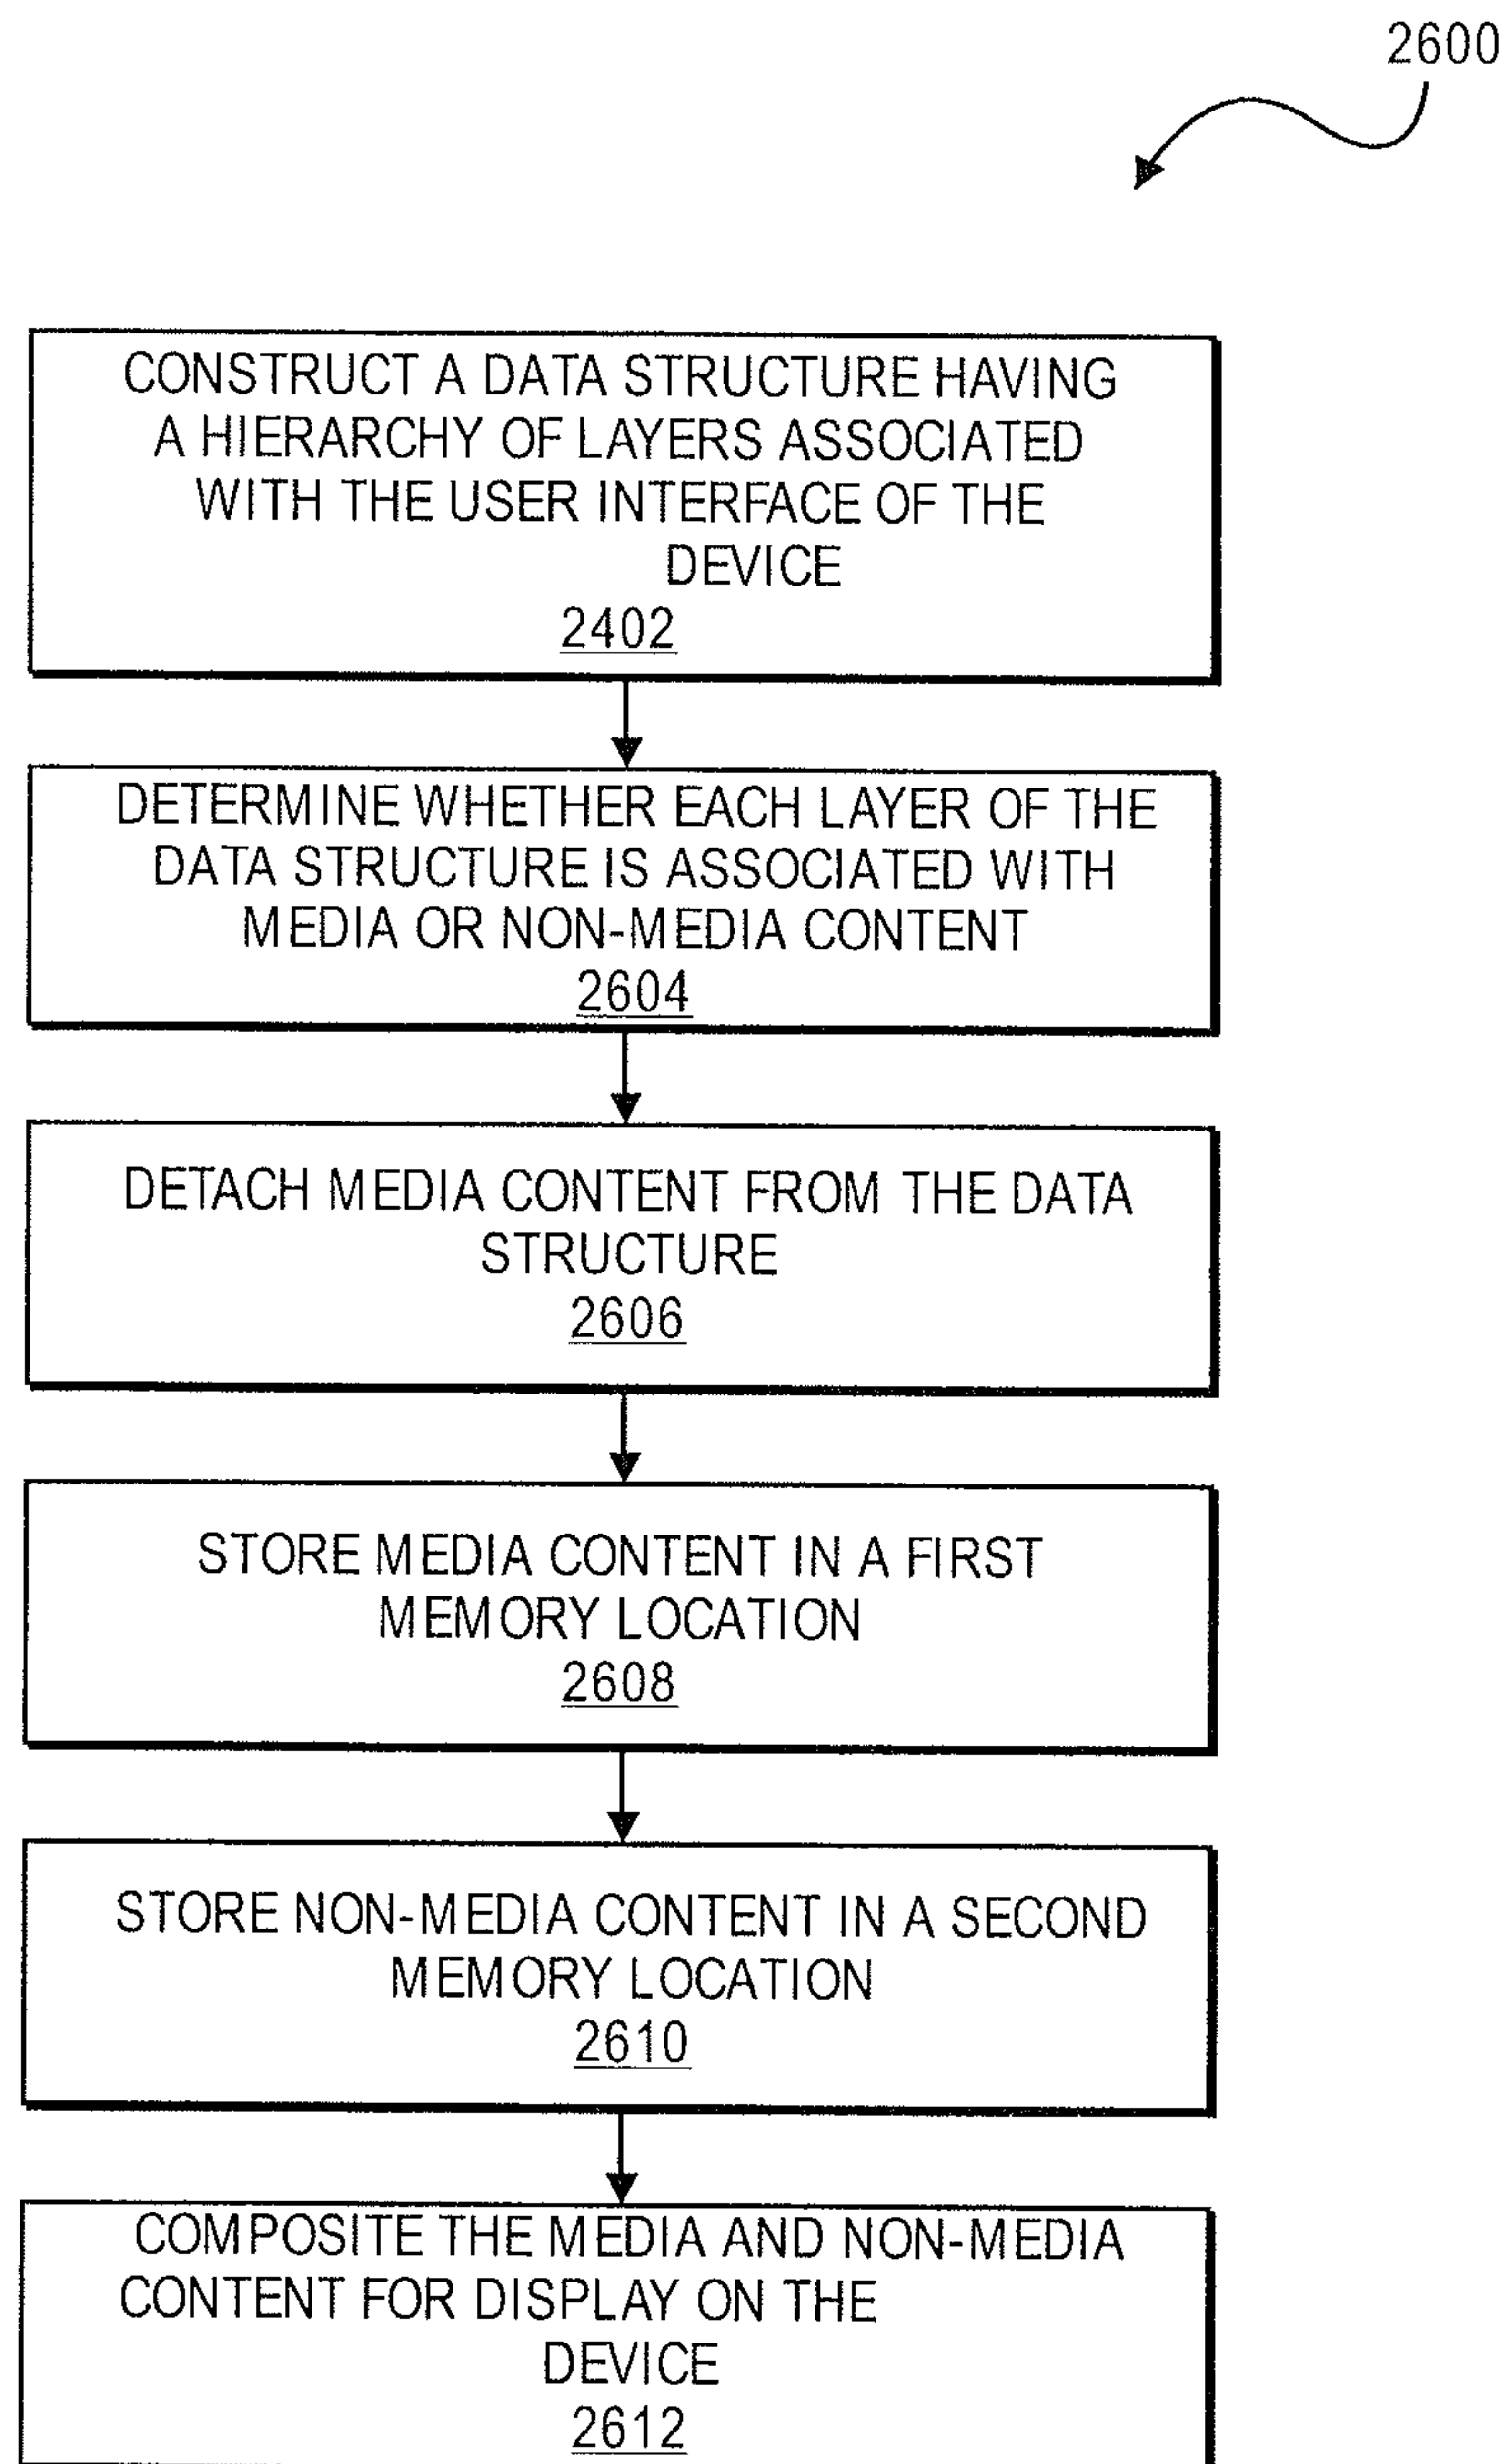 2600
CONSTRUCT A DATA STRUCTURE HAVING
A HIERARCHY OF LAYERS ASSOCIATED
WITH THE USER INTERFACE OF THE
DEVICE
2402
DETERMINE WHETHER EACH LAYER OF THE
DATA STRUCTURE IS ASSOCIATED WITH
MEDIA OR NON-MEDIA CONTENT
2604
DETACH MEDIA CONTENT FROM THE DATA
STRUCTURE
2606
STORE MEDIA CONTENT IN A FIRST
MEMORY LOCATION
2608
STORE NON-MEDIA CONTENT IN A SECOND
MEMORY LOCATION
2610
COMPOSITE THE MEDIA AND NON-MEDIA
CONTENT FOR DISPLAY ON THE
DEVICE
2612